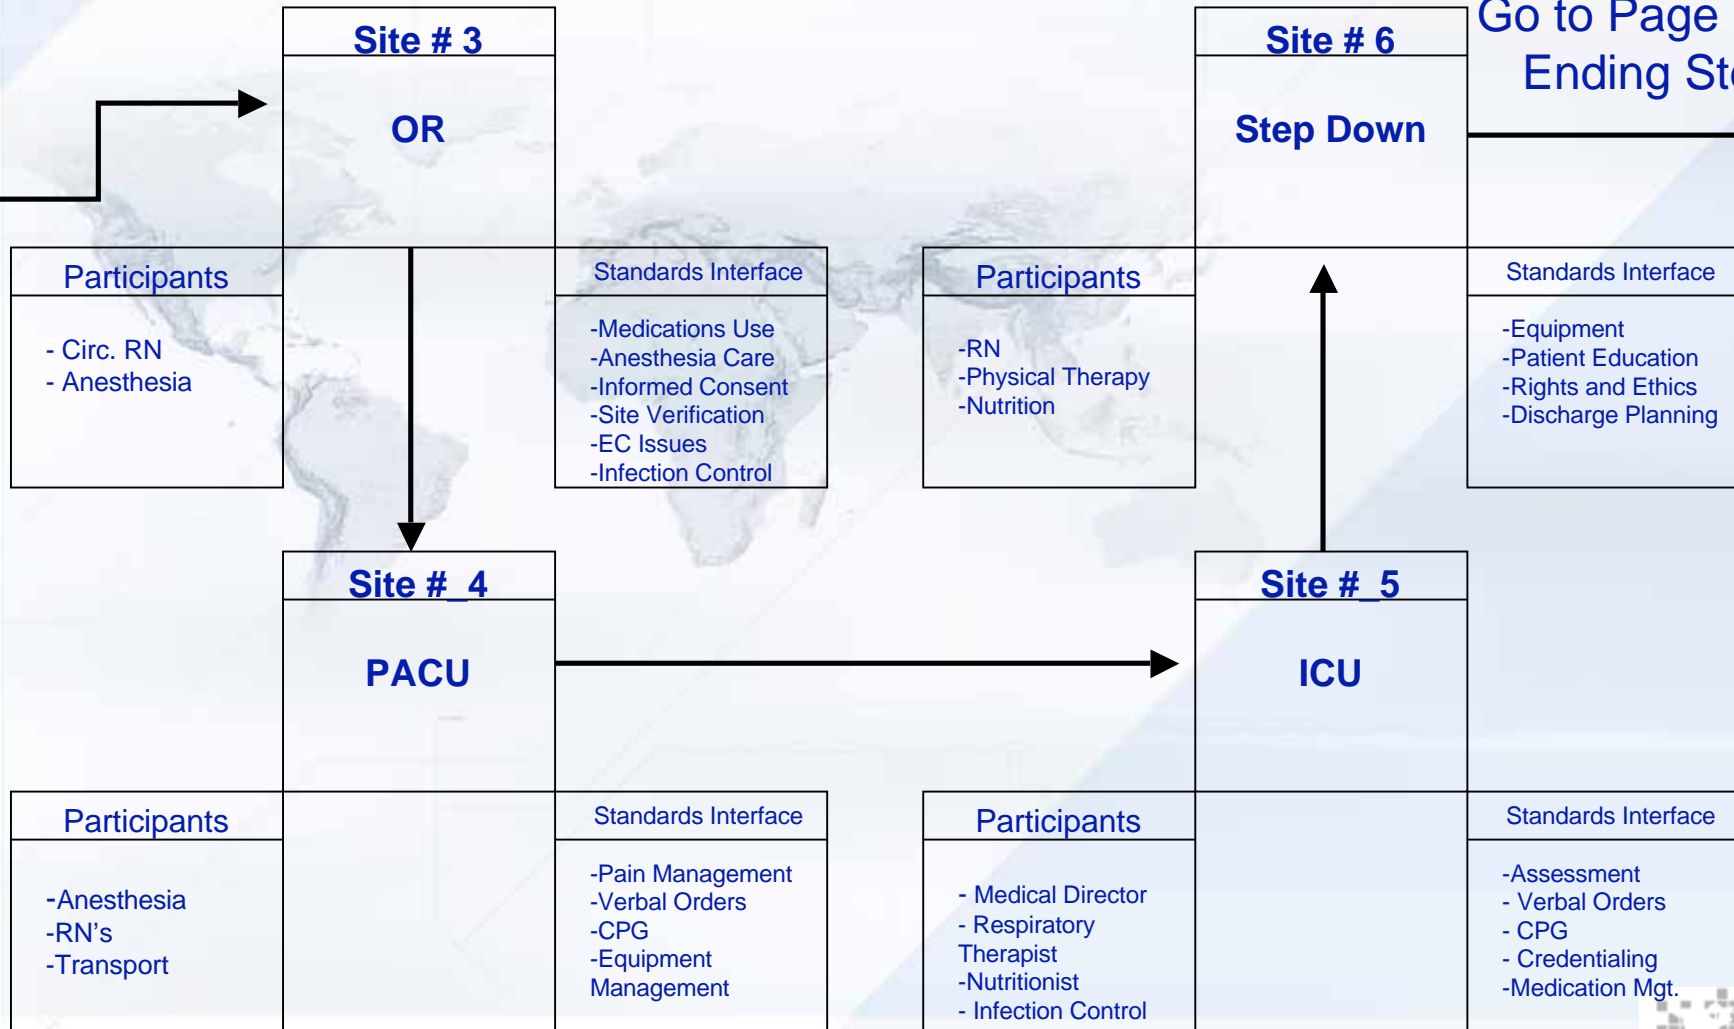 Site # 3
OR
Participants
- Circ. RN
- Anesthesia
Standards Interface
-Medications Use
-Anesthesia Care
-Informed Consent
-Site Verification
-EC Issues
-Infection Control
Site # 6
Step Down
Go to Page
Ending
Participants
-RN
-Physical Therapy
-Nutrition
Standards Interface
-Equipment
-Patient Education
-Rights and Ethics
-Discharge Planning
Site #_4
PACU
Participants
-Anesthesia
-RN’s
-Transport
Standards Interface
-Pain Management
-Verbal Orders
-CPG
-Equipment
Management
Site #_5
ICU
Participants
- Medical Director
- Respiratory
Therapist
-Nutritionist
- Infection Control
Standards Interface
-Assessment
- Verbal Orders
- CPG
- Credentialing
-Medication Mgt.